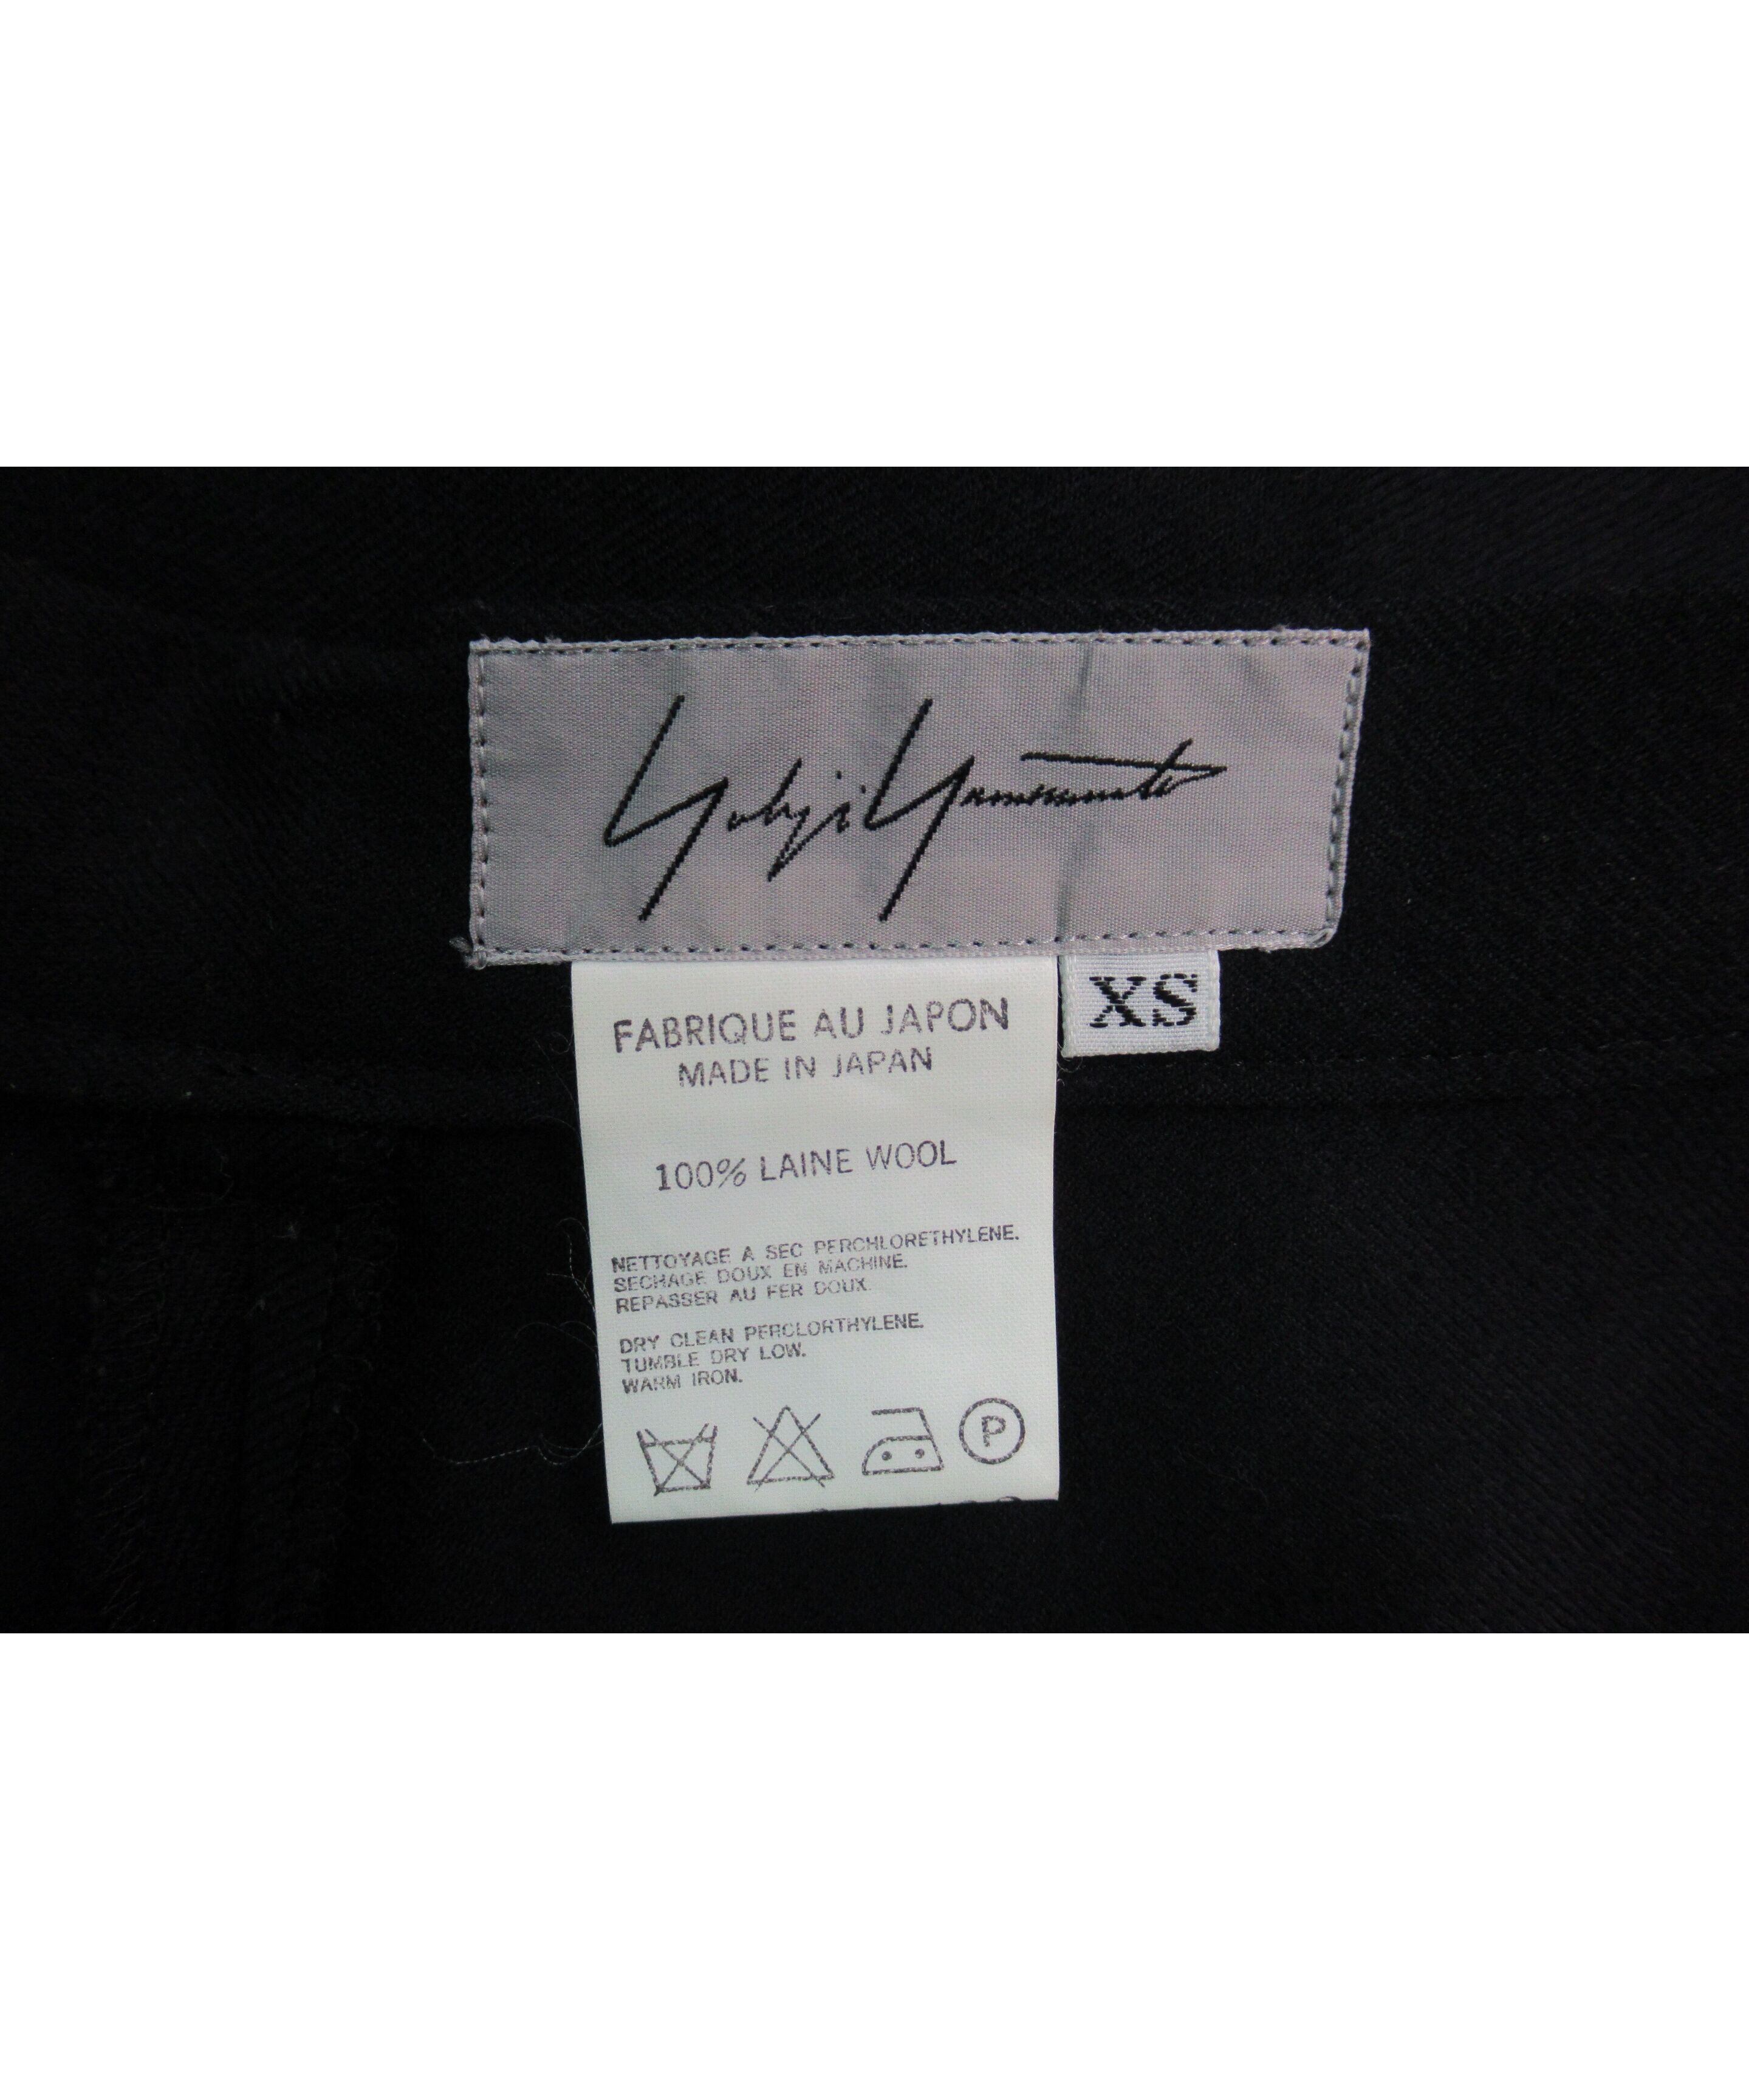 Yohji Yamamoto
XS
FABRIQUE AU JAPON
MADE IN JAPAN
100% LAINE WOOL
NETTOYAGE A SEC PERCHLORETHYLENE.
SECHAGE DOUX EN MACHINE.
REPASSER AU FER DOUX.
DRY CLEAN PERCLORTHYLENE.
TUMBLE DRY LOW.
WARM IRON.
P